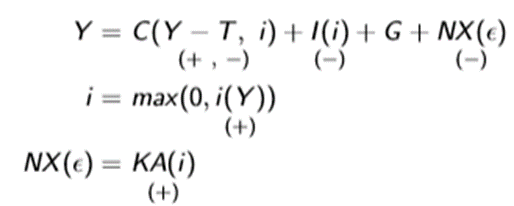 Y = C(Y − T, i) + I(i) + G + NX(ϵ)
(+ , −) (−) (−)
i = max(0, i(Y))
(+)
NX(ϵ) = KA(i)
(+)